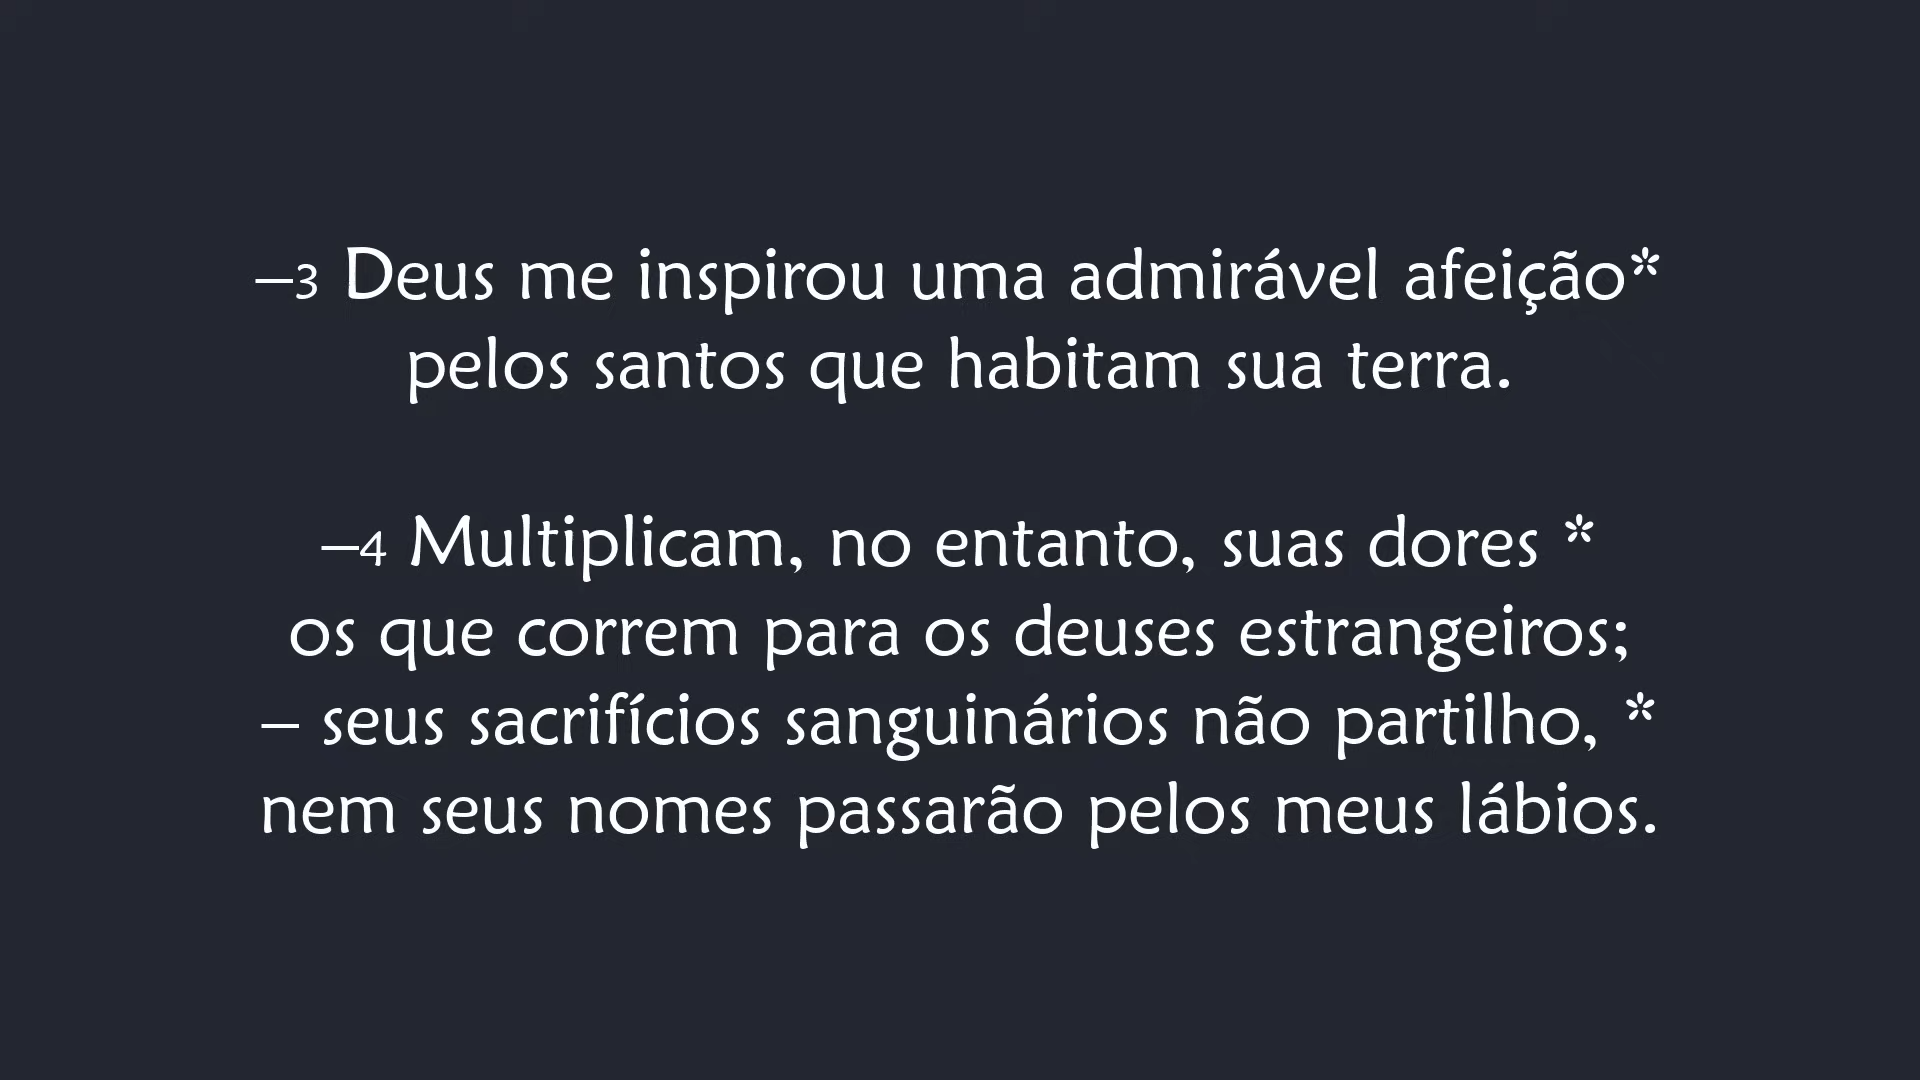 –3 Deus me inspirou uma admirável afeição*
pelos santos que habitam sua terra.
–4 Multiplicam, no entanto, suas dores *
os que correm para os deuses estrangeiros;
– seus sacrifícios sanguinários não partilho, *
nem seus nomes passarão pelos meus lábios.